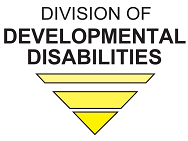 DIVISION OF
DEVELOPMENTAL
DISABILITIES